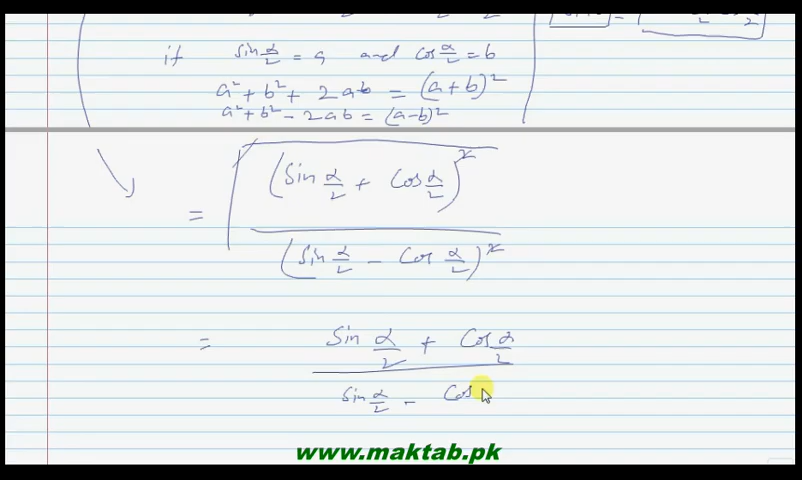 if sin α/2 = a and cos α/2 = b
a² + b² + 2ab = (a + b)²
a² + b² - 2ab = (a-b)²
= √((Sin α/2 + Cos α/2)² / (Sin α/2 - Cos α/2)²)
= (Sin α/2 + Cos α/2) / (Sin α/2 - Cos
www.maktab.pk